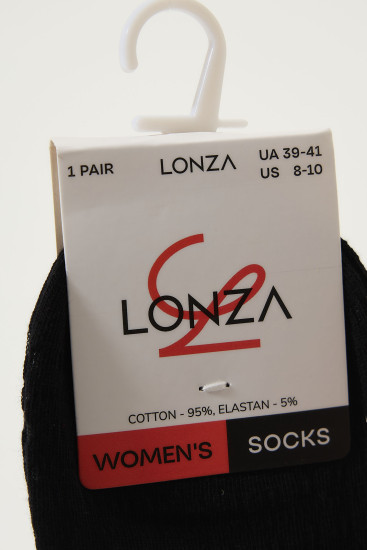 1 PAIR
LONZA
UA 39-41
US 8-10
LONZA
COTTON - 95%, ELASTAN - 5%
WOMEN'S SOCKS